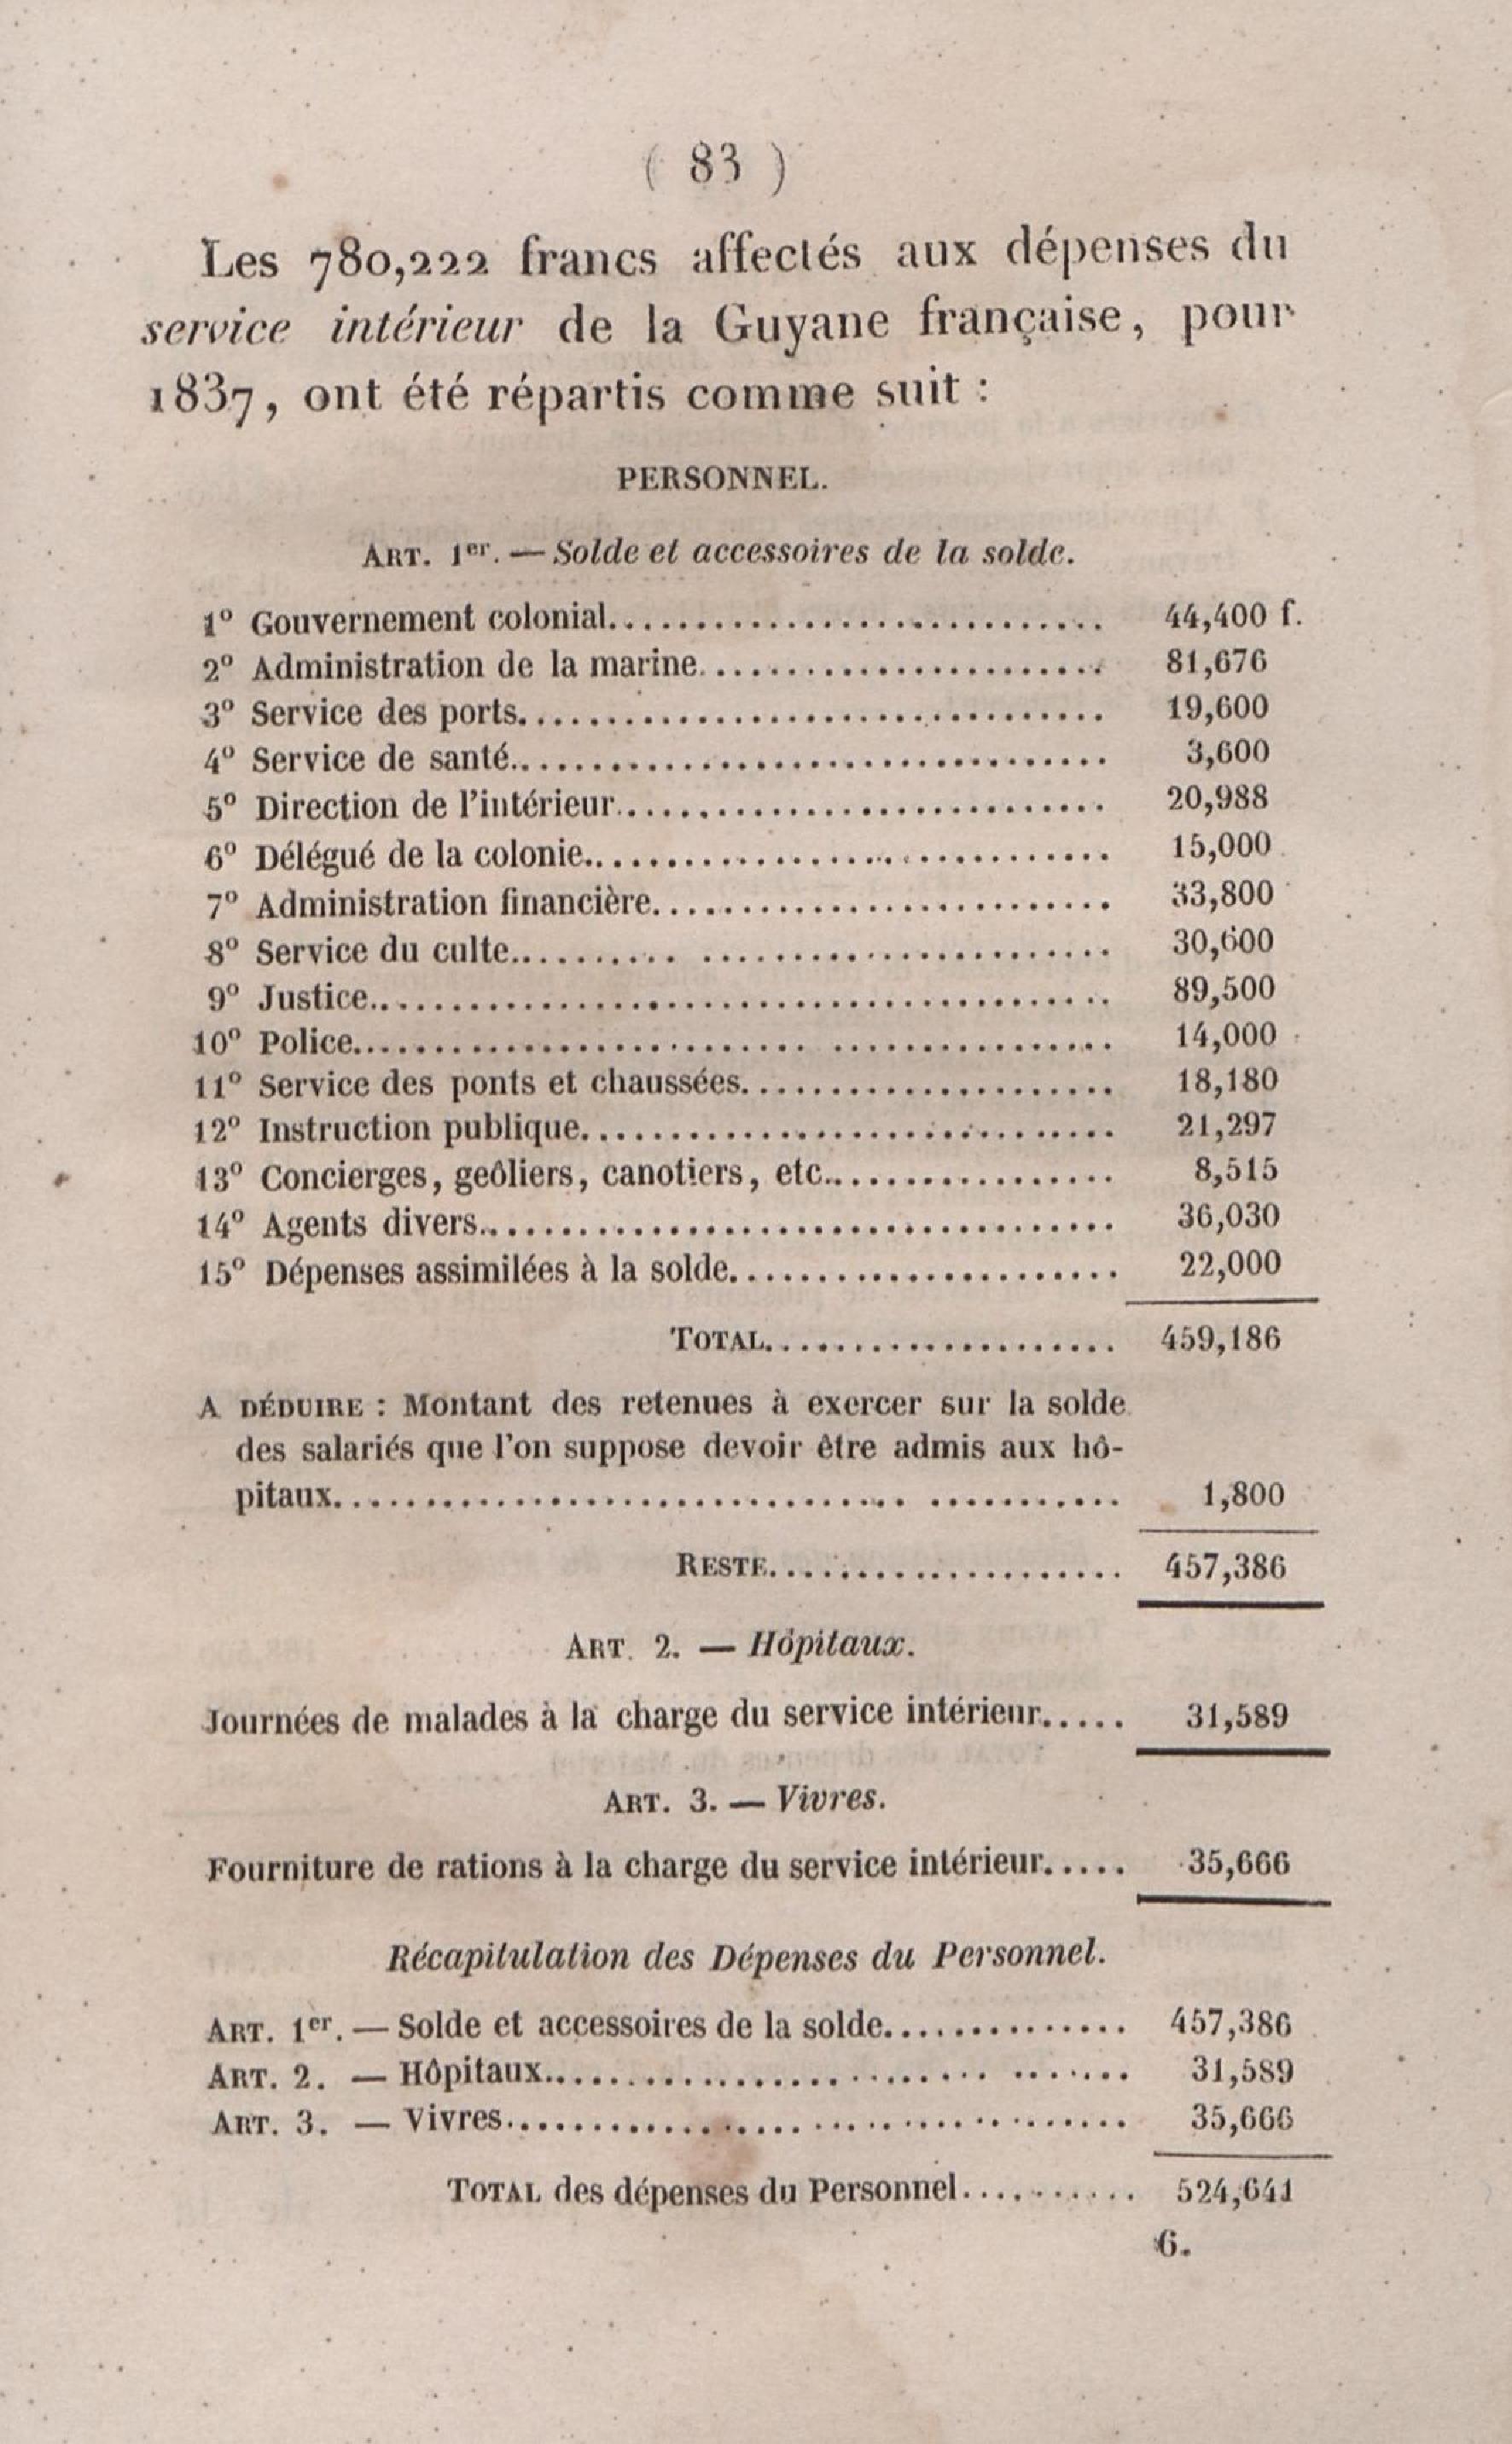 ( 83 )
Les 780,222 francs affectés aux dépenses du
service intérieur de la Guyane française, pour
1837, ont été répartis comme suit :
PERSONNEL.
ART. 1er. — Solde et accessoires de la solde.
1° Gouvernement colonial.............................. 44,400 f.
2° Administration de la marine........................ 81,676
3° Service des ports.................................. 19,600
4° Service de santé................................... 3,600
5° Direction de l'intérieur............................ 20,988
6° Délégué de la colonie............................... 15,000
7° Administration financière........................... 33,800
8° Service du culte.......... ........................ 30,600
9° Justice............................................ 89,500
10° Police.......................... ................ 14,000
11° Service des ponts et chaussées...................... 18,180
12° Instruction publique............................... 21,297
13° Concierges, geôliers, canotiers, etc................. 8,515
14° Agents divers..................................... 36,030
15° Dépenses assimilées à la solde....................... 22,000
TOTAL..................... 459,186
A DÉDUIRE : Montant des retenues à exercer sur la solde
des salariés que l'on suppose devoir être admis aux hô-
pitaux.................................. ........... 1,800
RESTE..................... 457,386
ART. 2. — Hôpitaux.
Journées de malades à la charge du service intérieur..... 31,589
ART. 3. — Vivres.
Fourniture de rations à la charge du service intérieur..... 35,666
Récapitulation des Dépenses du Personnel.
ART. 1er. — Solde et accessoires de la solde............... 457,386
ART. 2. — Hôpitaux.......................... ....... 31,589
ART. 3. — Vivres..................................... 35,666
TOTAL des dépenses du Personnel........... 524,641
6.